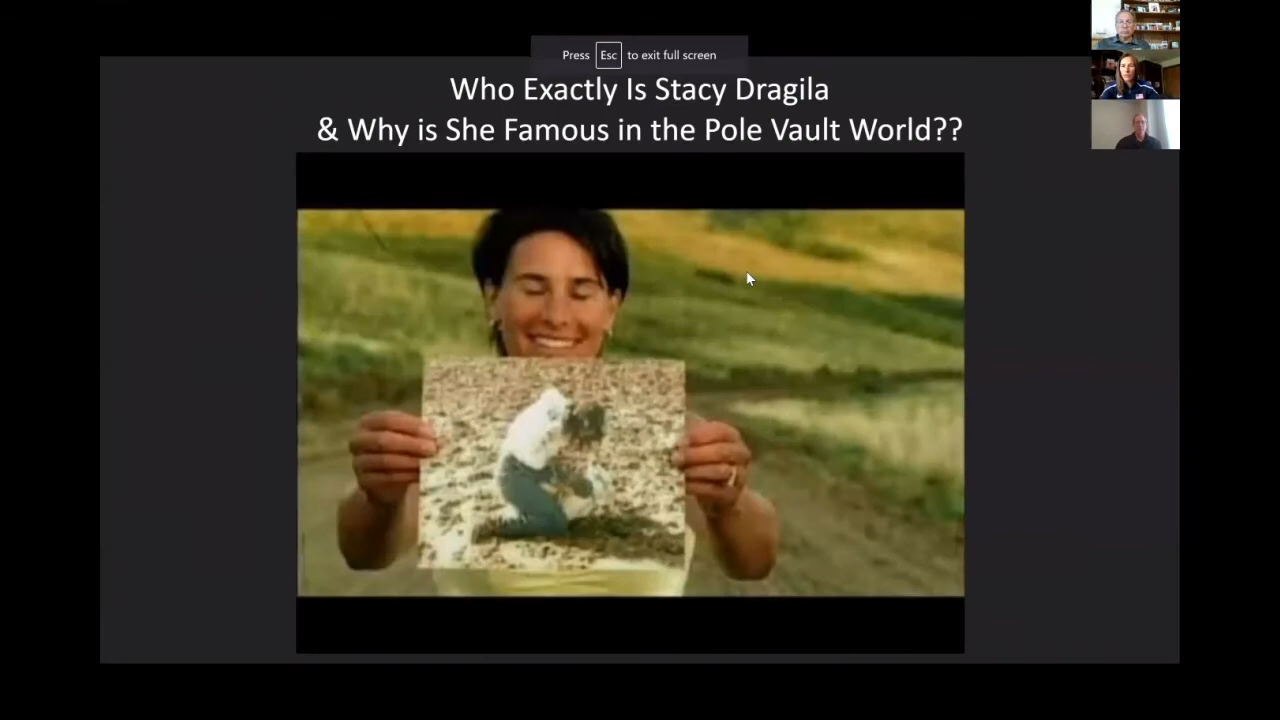 Press Esc to exit full screen
Who Exactly Is Stacy Dragila
& Why is She Famous in the Pole Vault World??